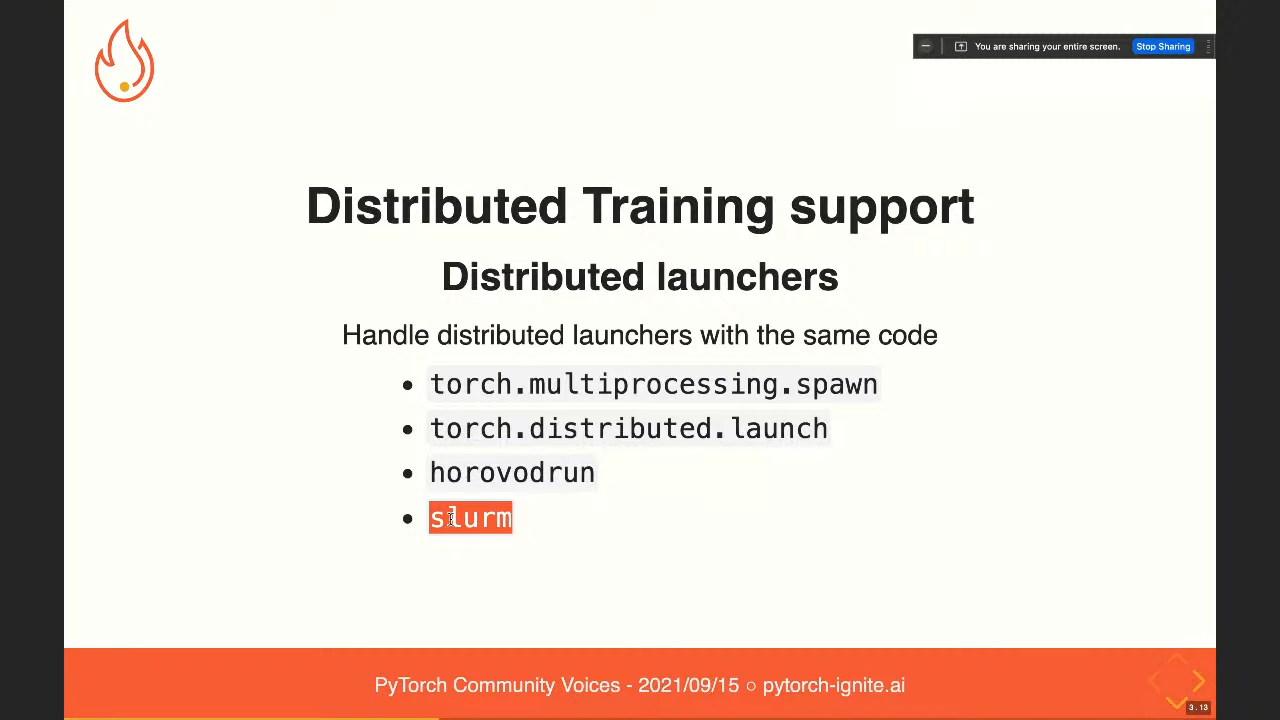 You are sharing your entire screen. Stop Sharing
Distributed Training support
Distributed launchers
Handle distributed launchers with the same code
torch.multiprocessing.spawn
torch.distributed.launch
horovodrun
slurm
PyTorch Community Voices - 2021/09/15 ○ pytorch-ignite.ai
3.13